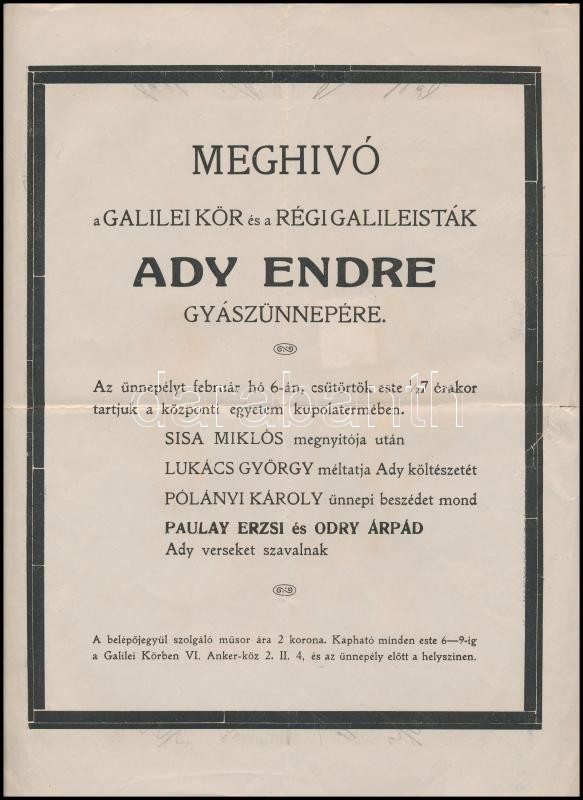 MEGHIVÓ
a GALILEI KÖR és a RÉGI GALILEISTÁK
ADY ENDRE
GYÁSZÜNNEPÉRE.
Az ünnepélyt február hó 6-án, csütörtök este ½7 órakor
tartjuk a központi egyetem kupolatermében.
SISA MIKLÓS megnyitója után
LUKÁCS GYÖRGY méltatja Ady költészetét
PÓLÁNYI KÁROLY ünnepi beszédet mond
PAULAY ERZSI és ODRY ÁRPÁD
Ady verseket szavalnak
darabanth
A belépőjegyül szolgáló műsor ára 2 korona. Kapható minden este 6—9-ig
a Galilei Körben VI. Anker-köz 2. II. 4, és az ünnepély előtt a helyszinen.